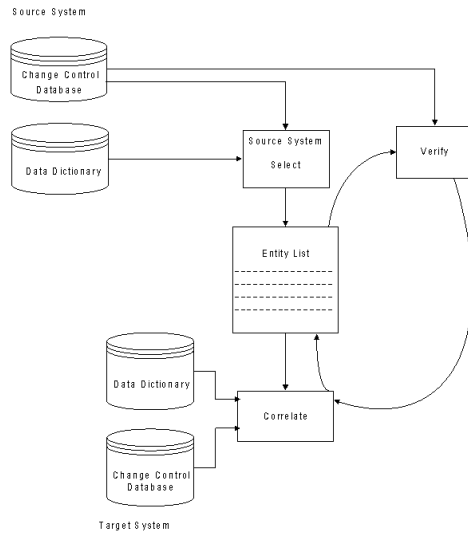 Source System
Change Control
Database
Source System
Select
Verify
Data Dictionary
Entity List
Data Dictionary
Correlate
Change Control
Database
Target System